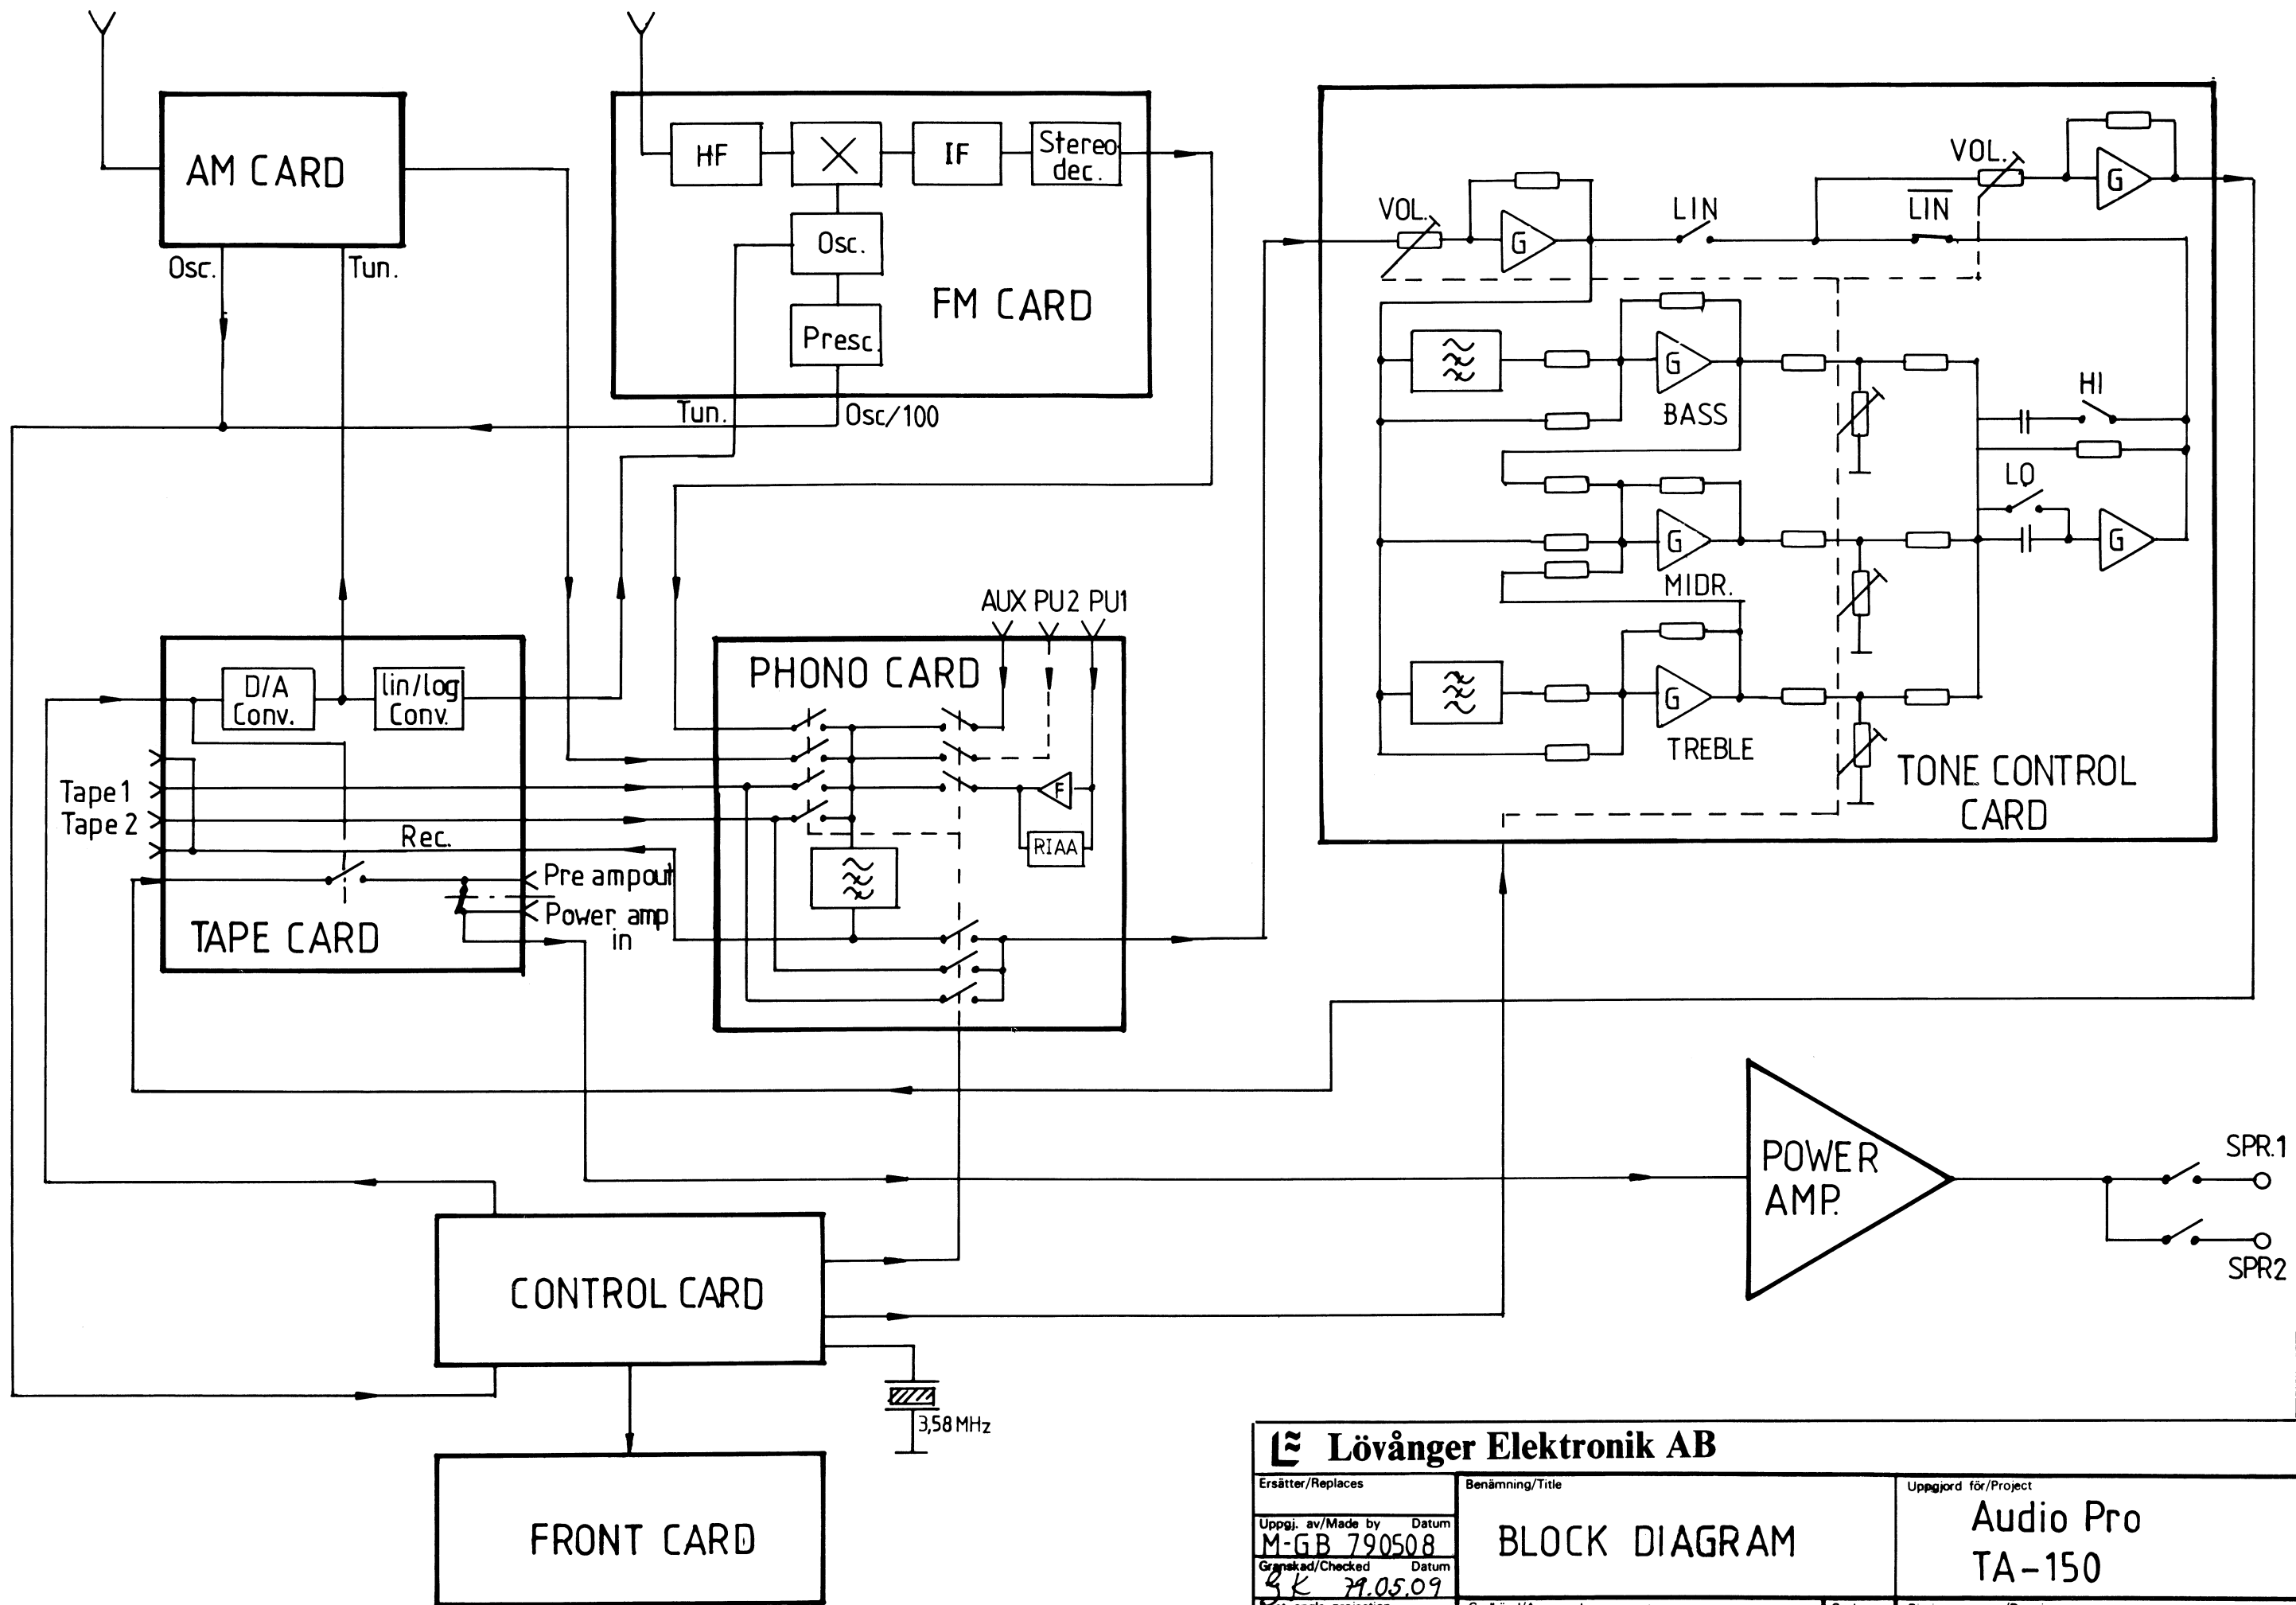 AM CARD
Osc.
Tun.
HF
IF
Stereo
dec.
Osc.
Presc.
FM CARD
Tun.
Osc/100
VOL.
G
LIN
LIN
VOL.
G
G
BASS
HI
LO
G
MIDR.
G
G
TREBLE
TONE CONTROL
CARD
D/A
Conv.
lin/log
Conv.
Tape 1
Tape 2
Rec.
Pre ampout
Power amp
in
TAPE CARD
AUX PU2 PU1
PHONO CARD
F
RIAA
POWER
AMP.
SPR.1
SPR2
CONTROL CARD
3,58 MHz
FRONT CARD
Lövånger Elektronik AB
Ersätter/Replaces
Uppgj. av/Made by Datum
M-GB 790508
Granskad/Checked Datum
79.05.09
Benämning/Title
BLOCK DIAGRAM
Uppgjord för/Project
Audio Pro
TA-150